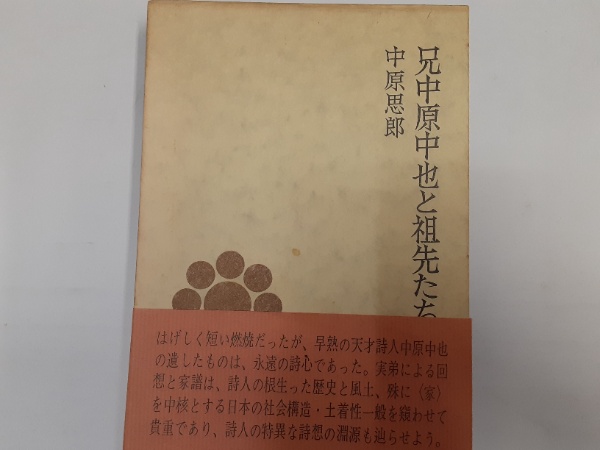 兄中原中也と祖先たち
中原思郎
はげしく短い燃焼だったが、早熟の天才詩人中原中也
の遺したものは、永遠の詩心であった。実弟による回
想と家譜は、詩人の根生った歴史と風土、殊に〈家〉
を中核とする日本の社会構造・土着性一般を窺わせて
貴重であり、詩人の特異な詩想の淵源も辿らせよう。